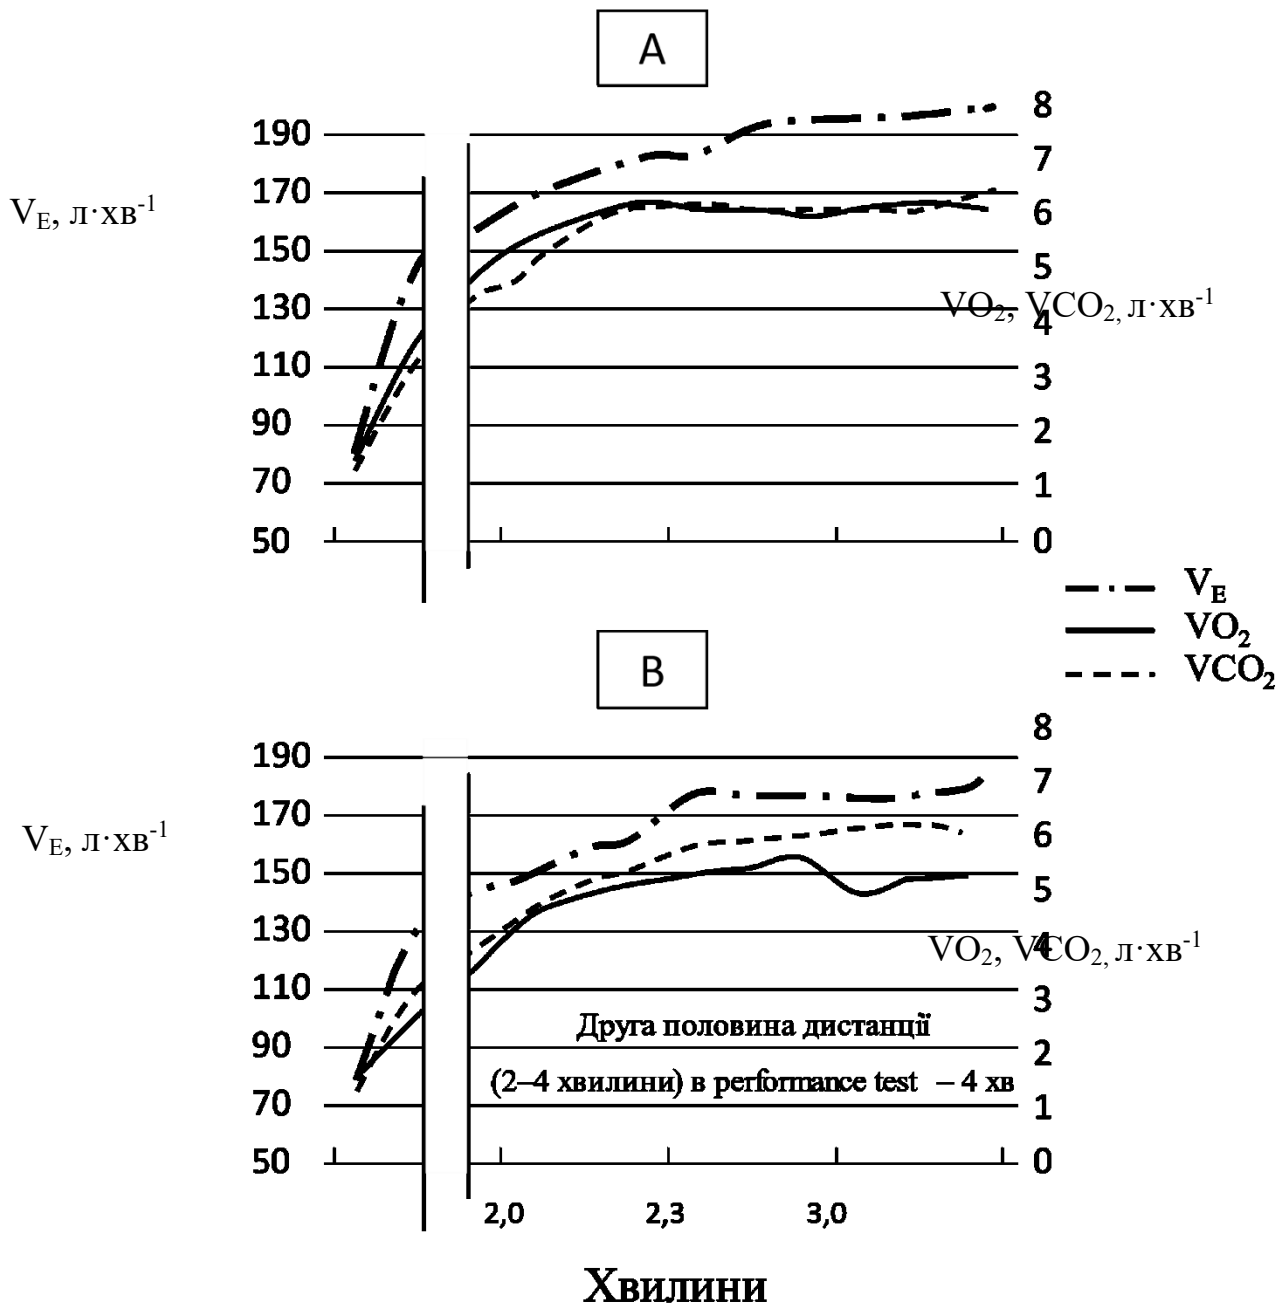 A
8
190
7
170
V_E, л·хв⁻¹
6
150
5
130
VO₂, VCO₂, л·хв⁻¹
4
110
3
90
2
70
1
50
0
V_E
VO₂
VCO₂
B
8
190
7
170
V_E, л·хв⁻¹
6
150
5
130
VO₂, VCO₂, л·хв⁻¹
4
110
3
Друга половина дистанції
90
2
(2–4 хвилини) в performance test – 4 хв
70
1
50
0
2,0 2,3 3,0
Хвилини